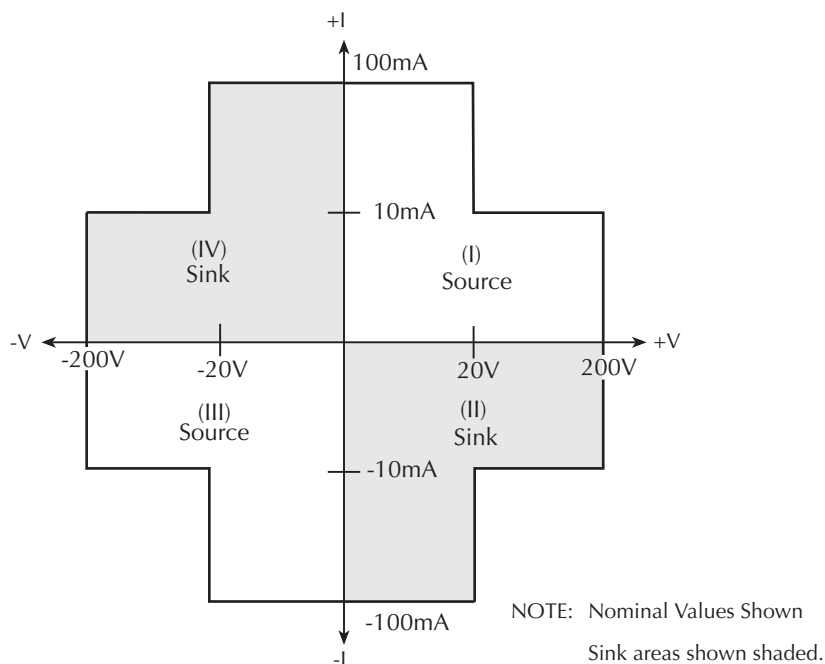 +I
100mA
10mA
(IV)
Sink
(I)
Source
-V
+V
-200V
-20V
20V
200V
(III)
Source
(II)
Sink
-10mA
-100mA
NOTE: Nominal Values Shown
Sink areas shown shaded.
-I